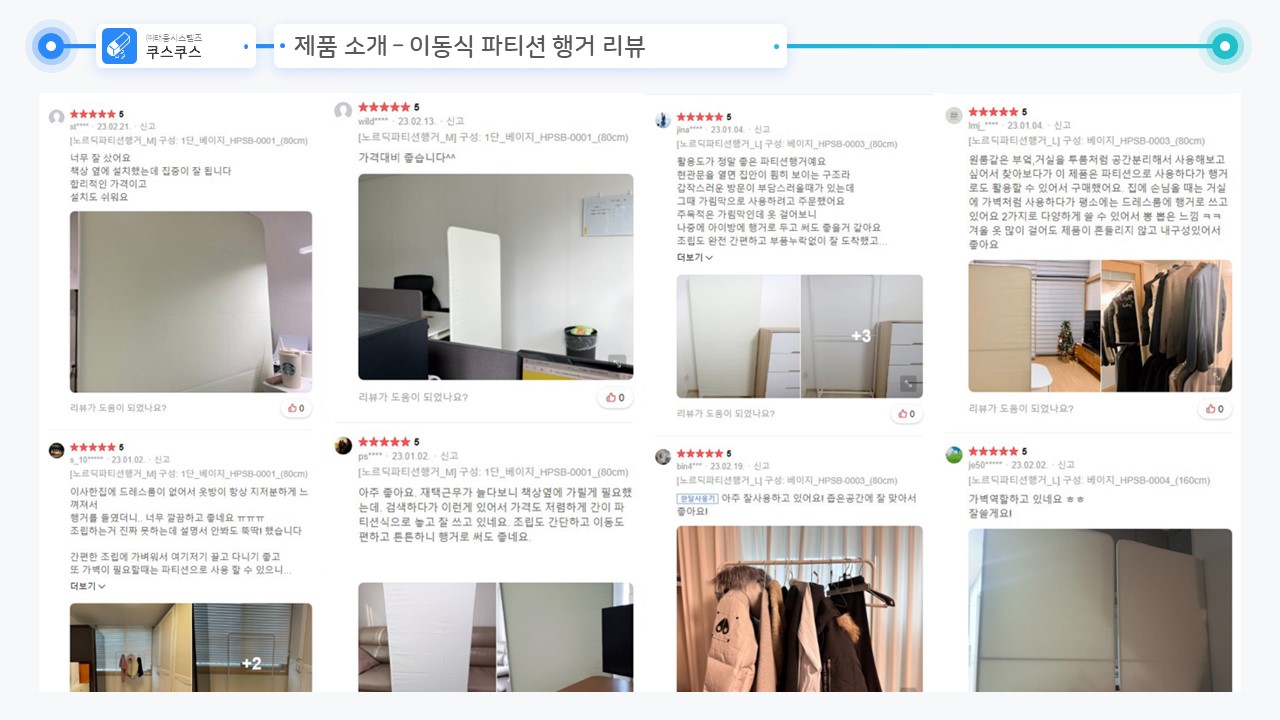 ㈜태웅시스템즈
쿠스쿠스
제품 소개 - 이동식 파티션 행거 리뷰
★★★★★ 5
st**** · 23.02.21. · 신고
[노르딕파티션행거_M] 구성: 1단_베이지_HPSB-0001_(80cm)
너무 잘 샀어요
책상 옆에 설치했는데 집중이 잘 됩니다
합리적인 가격이고
설치도 쉬워요
리뷰가 도움이 되었나요?
0
★★★★★ 5
wild**** · 23.02.13. · 신고
[노르딕파티션행거_M] 구성: 1단_베이지_HPSB-0001_(80cm)
가격대비 좋습니다^^
리뷰가 도움이 되었나요?
0
★★★★★ 5
jina**** · 23.01.04. · 신고
[노르딕파티션행거_L] 구성: 베이지_HPSB-0003_(80cm)
활용도가 정말 좋은 파티션행거예요
현관문을 열면 집안이 훤히 보이는 구조라
갑작스러운 방문이 부담스러울때가 있는데
그때 가림막으로 사용하려고 주문했어요
주목적은 가림막인데 옷 걸어보니
나중에 아이방에 행거로 두고 써도 좋을거 같아요
조립도 완전 간편하고 부품누락없이 잘 도착했고...
더보기
+3
리뷰가 도움이 되었나요?
0
★★★★★ 5
lmj_**** · 23.01.04. · 신고
[노르딕파티션행거_L] 구성: 베이지_HPSB-0003_(80cm)
원룸같은 부엌,거실을 투룸처럼 공간분리해서 사용해보고
싶어서 찾아보다가 이 제품은 파티션으로 사용하다가 행거
로도 활용할 수 있어서 구매했어요. 집에 손님올 때는 거실
에 가벽처럼 사용하다가 평소에는 드레스룸에 행거로 쓰고
있어요 2가지로 다양하게 쓸 수 있어서 뽕 뽑은 느낌 ㅋㅋ
겨울 옷 많이 걸어도 제품이 흔들리지 않고 내구성있어서
좋아요
리뷰가 도움이 되었나요?
0
★★★★★ 5
s_10***** · 23.01.02. · 신고
[노르딕파티션행거_M] 구성: 1단_베이지_HPSB-0001_(80cm)
이사한집에 드레스룸이 없어서 옷방이 항상 지저분하게 느
껴져서
행거를 들였더니.. 너무 깔끔하고 좋네요 ㅠㅠㅠ
조립하는거 진짜 못하는데 설명서 안봐도 뚝딱! 했습니다
간편한 조립에 가벼워서 여기저기 끌고 다니기 좋고
또 가벽이 필요할때는 파티션으로 사용 할 수 있으니...
더보기
+2
★★★★★ 5
ps**** · 23.01.02. · 신고
[노르딕파티션행거_M] 구성: 1단_베이지_HPSB-0001_(80cm)
아주 좋아요. 재택근무가 늘다보니 책상옆에 가릴게 필요했
는데. 검색하다가 이런게 있어서 가격도 저렴하게 간이 파
티션식으로 놓고 잘 쓰고 있네요. 조립도 간단하고 이동도
편하고 튼튼하니 행거로 써도 좋네요.
★★★★★ 5
bin4*** · 23.02.19. · 신고
[노르딕파티션행거_L] 구성: 베이지_HPSB-0003_(80cm)
한달사용기 아주 잘사용하고 있어요! 좁은공간에 잘 맞아서
좋아요!
★★★★★ 5
je50***** · 23.02.02. · 신고
[노르딕파티션행거_L] 구성: 베이지_HPSB-0004_(160cm)
가벽역할하고 있네요 ㅎㅎ
잘쓸게요!